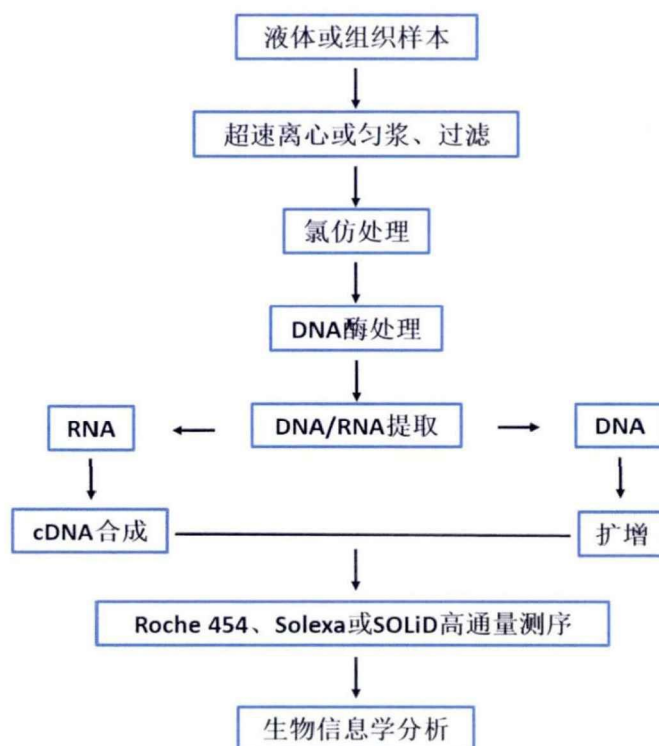 液体或组织样本
超速离心或匀浆、过滤
氯仿处理
DNA酶处理
RNA
DNA/RNA提取
DNA
cDNA合成
扩增
Roche 454、Solexa或SOLiD高通量测序
生物信息学分析